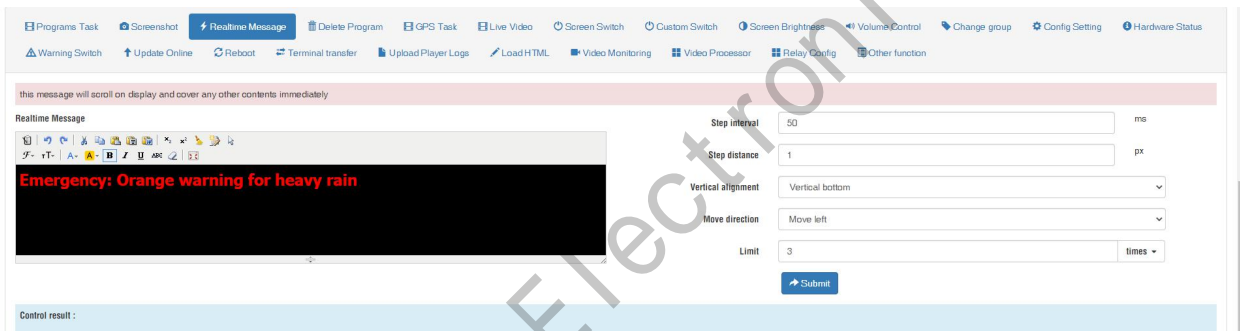 Programs Task Screenshot Realtime Message Delete Program GPS Task Live Video Screen Switch Custom Switch Screen Brightness Volume Control Change group Config Setting Hardware Status
Warning Switch Update Online Reboot Terminal transfer Upload Player Logs Load HTML Video Monitoring Video Processor Relay Config Other function
this message will scroll on display and cover any other contents immediately
Realtime Message
Emergency: Orange warning for heavy rain
Step interval 50 ms
Step distance 1 px
Vertical alignment Vertical bottom
Move direction Move left
Limit 3 times
Submit
Control result :
Electron